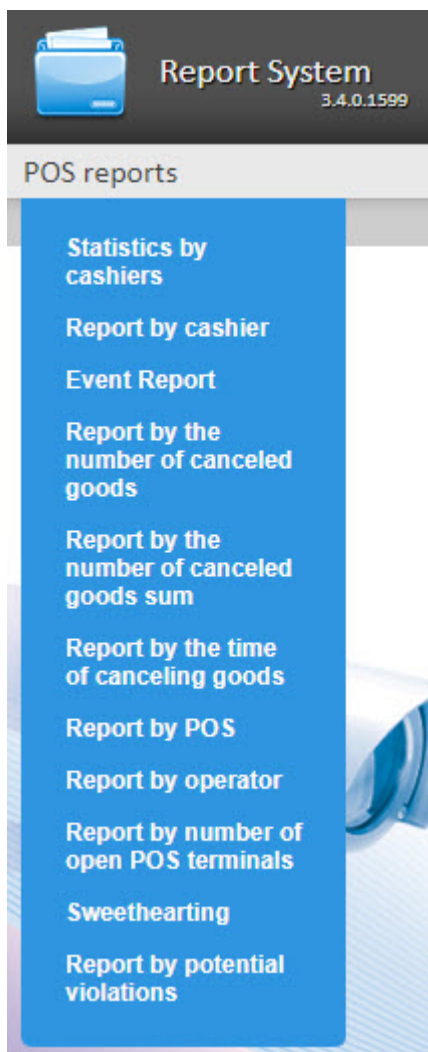 Report System
3.4.0.1599
POS reports
Statistics by
cashiers
Report by cashier
Event Report
Report by the
number of canceled
goods
Report by the
number of canceled
goods sum
Report by the time
of canceling goods
Report by POS
Report by operator
Report by number of
open POS terminals
Sweethearting
Report by potential
violations